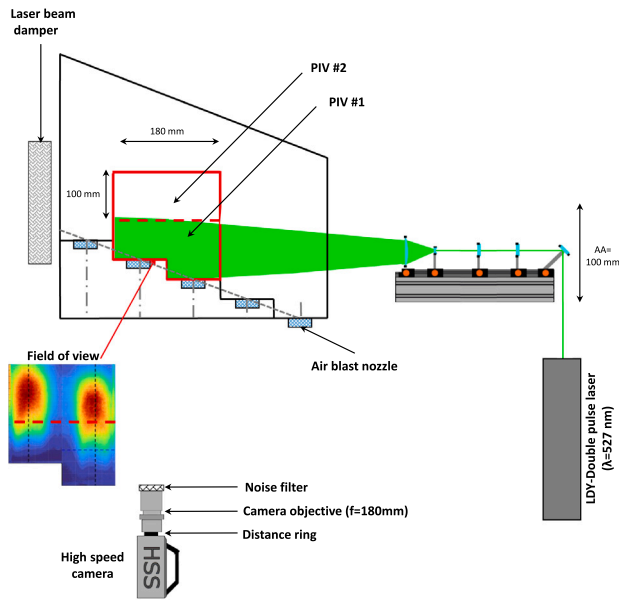 Laser beam
damper
PIV #2
PIV #1
180 mm
100 mm
AA=
100 mm
Air blast nozzle
Field of view
LDY-Double pulse laser
(λ=527 nm)
Noise filter
Camera objective (f=180mm)
Distance ring
High speed
camera
HSS